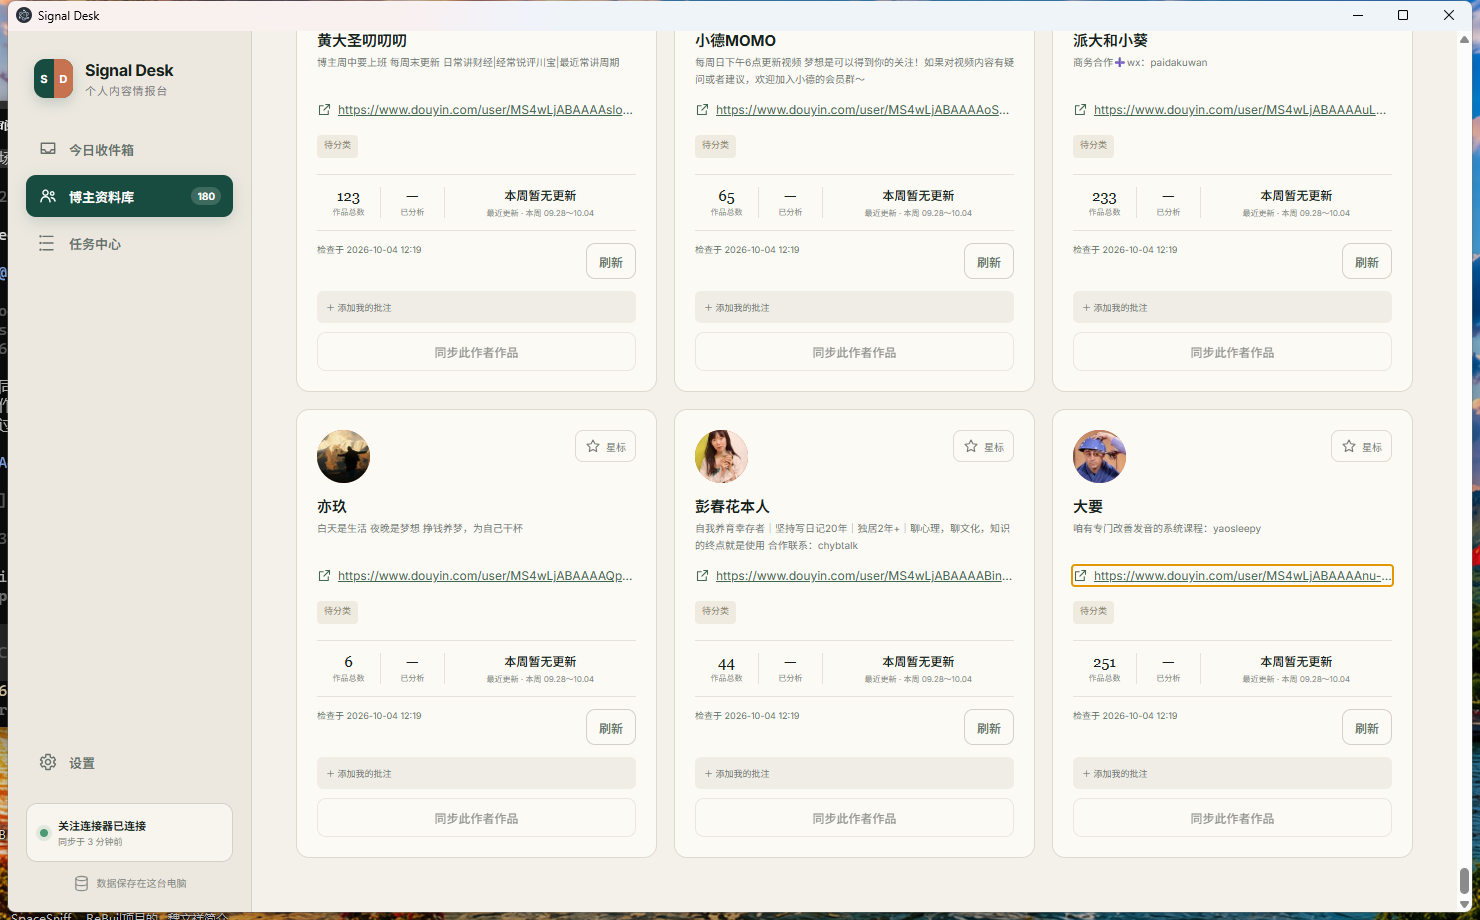 Signal Desk
S D
Signal Desk
个人内容情报台
今日收件箱
博主资料库
180
任务中心
设置
关注连接器已连接
同步于 3 分钟前
数据保存在这台电脑
黄大圣叨叨叨
博主周中要上班 每周末更新 日常讲财经|经常锐评川宝|最近常讲周期
https://www.douyin.com/user/MS4wLjABAAAAslo...
待分类
123
作品总数
—
已分析
本周暂无更新
最近更新 · 本周 09.28～10.04
检查于 2026-10-04 12:19
刷新
+ 添加我的批注
同步此作者作品
小德MOMO
每周日下午6点更新视频 梦想是可以得到你的关注！如果对视频内容有疑
问或者建议，欢迎加入小德的会员群～
https://www.douyin.com/user/MS4wLjABAAAAoS...
待分类
65
作品总数
—
已分析
本周暂无更新
最近更新 · 本周 09.28～10.04
检查于 2026-10-04 12:19
刷新
+ 添加我的批注
同步此作者作品
派大和小葵
商务合作➕wx：paidakuwan
https://www.douyin.com/user/MS4wLjABAAAAuL...
待分类
233
作品总数
—
已分析
本周暂无更新
最近更新 · 本周 09.28～10.04
检查于 2026-10-04 12:19
刷新
+ 添加我的批注
同步此作者作品
星标
亦玖
白天是生活 夜晚是梦想 挣钱养梦，为自己干杯
https://www.douyin.com/user/MS4wLjABAAAAQp...
待分类
6
作品总数
—
已分析
本周暂无更新
最近更新 · 本周 09.28～10.04
检查于 2026-10-04 12:19
刷新
+ 添加我的批注
同步此作者作品
星标
彭春花本人
自我养育幸存者｜坚持写日记20年｜独居2年+｜聊心理，聊文化，知识
的终点就是使用 合作联系：chybtalk
https://www.douyin.com/user/MS4wLjABAAAABin...
待分类
44
作品总数
—
已分析
本周暂无更新
最近更新 · 本周 09.28～10.04
检查于 2026-10-04 12:19
刷新
+ 添加我的批注
同步此作者作品
星标
大要
咱有专门改善发音的系统课程：yaosleepy
https://www.douyin.com/user/MS4wLjABAAAAnu-...
待分类
251
作品总数
—
已分析
本周暂无更新
最近更新 · 本周 09.28～10.04
检查于 2026-10-04 12:19
刷新
+ 添加我的批注
同步此作者作品